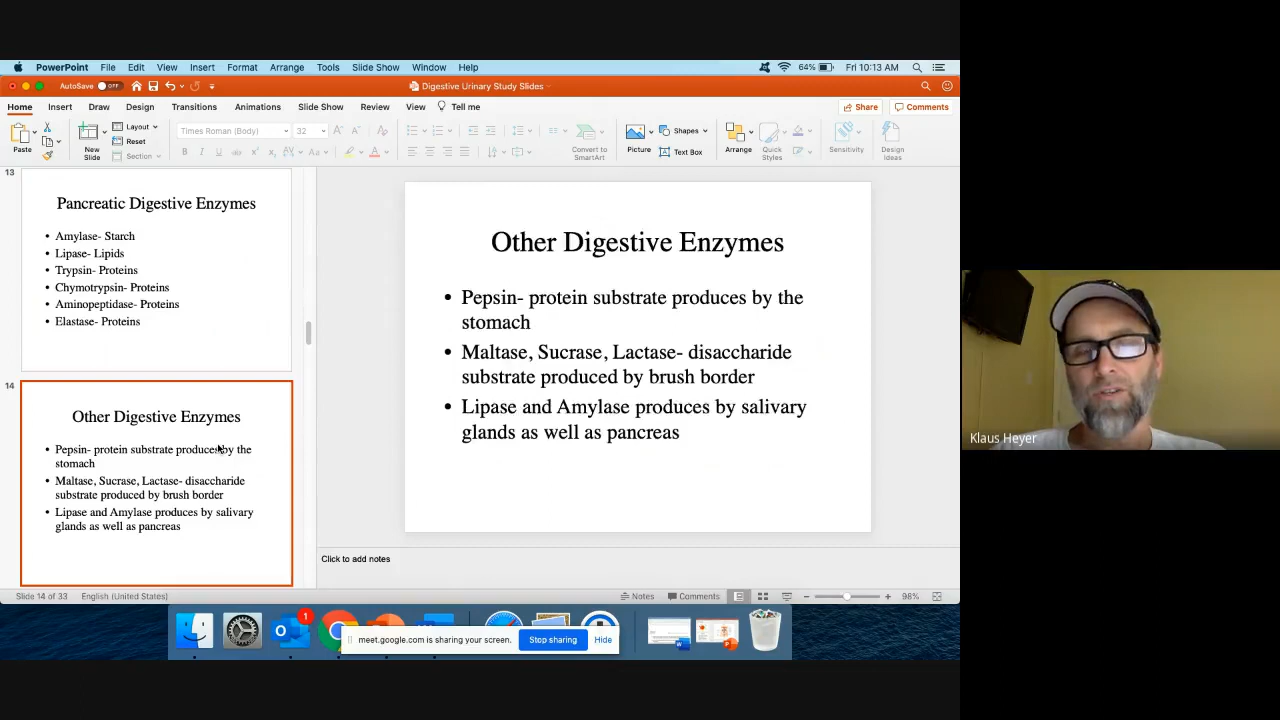 PowerPoint File Edit View Insert Format Arrange Tools Slide Show Window Help 64% Fri 10:13 AM
AutoSave OFF Digestive Urinary Study Slides
Home Insert Draw Design Transitions Animations Slide Show Review View Tell me Share Comments
Paste New Slide Layout Reset Section Times Roman (Body) 32 Convert to SmartArt Picture Shapes Text Box Arrange Quick Styles Sensitivity Design Ideas
13
Pancreatic Digestive Enzymes
• Amylase- Starch
• Lipase- Lipids
• Trypsin- Proteins
• Chymotrypsin- Proteins
• Aminopeptidase- Proteins
• Elastase- Proteins
14
Other Digestive Enzymes
• Pepsin- protein substrate produces by the
stomach
• Maltase, Sucrase, Lactase- disaccharide
substrate produced by brush border
• Lipase and Amylase produces by salivary
glands as well as pancreas
Other Digestive Enzymes
• Pepsin- protein substrate produces by the
stomach
• Maltase, Sucrase, Lactase- disaccharide
substrate produced by brush border
• Lipase and Amylase produces by salivary
glands as well as pancreas
Klaus Heyer
Click to add notes
Slide 14 of 33 English (United States) Notes Comments 98%
1
meet.google.com is sharing your screen. Stop sharing Hide